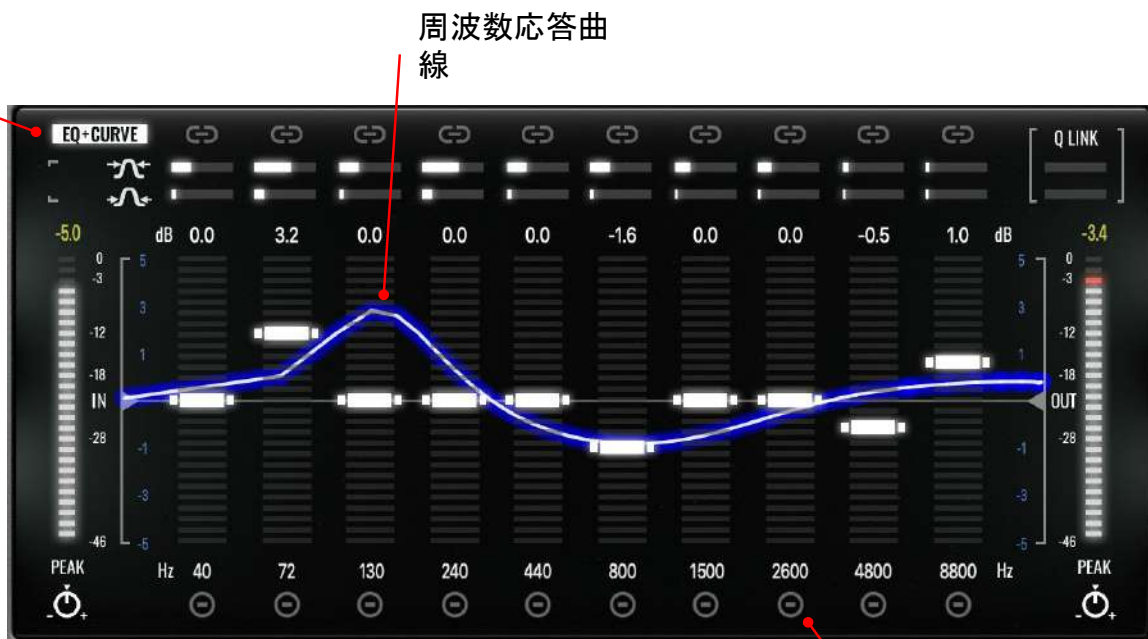 周波数応答曲
線
EQ+CURVE
Q LINK
-5.0 dB 0.0 3.2 0.0 0.0 0.0 -1.6 0.0 0.0 -0.5 1.0 dB -3.4
0 5 5 0
-3 -3
3 3
-12 -12
1 1
-18 -18
IN OUT
-28 -28
-1 -1
-3 -3
-46 -5 -5 -46
PEAK Hz 40 72 130 240 440 800 1500 2600 4800 8800 Hz PEAK
- + - +